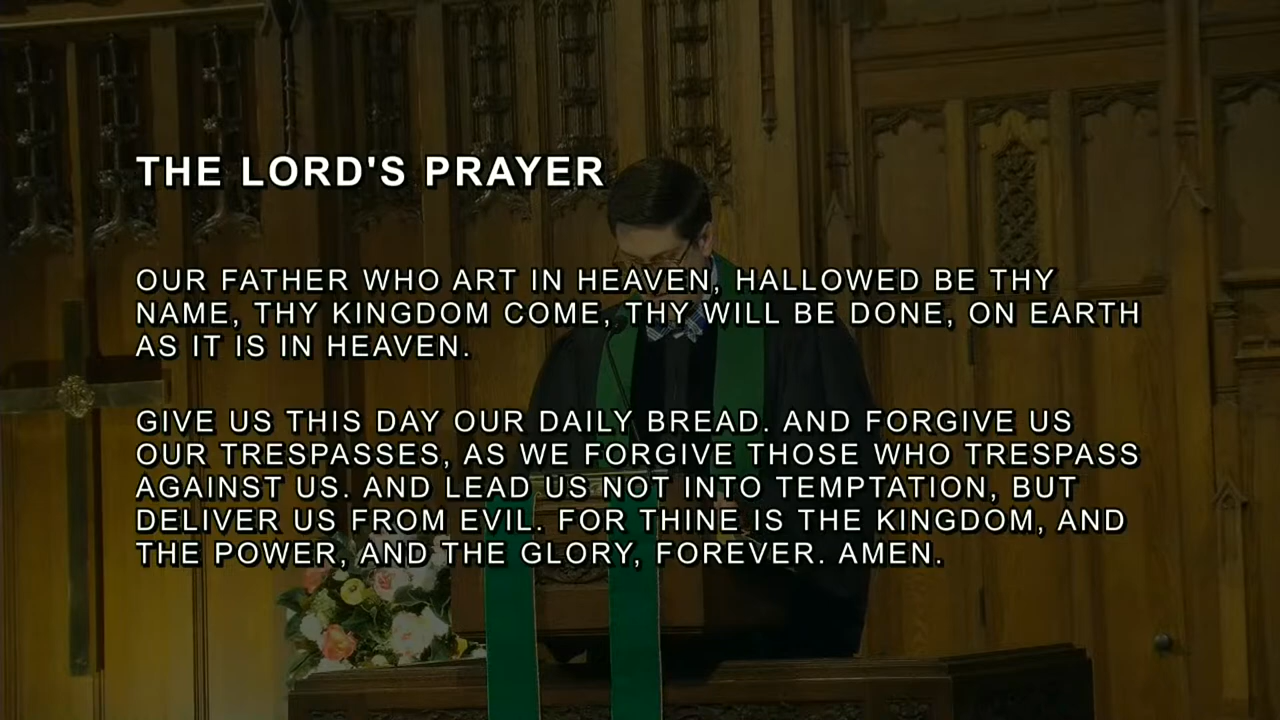 THE LORD'S PRAYER
OUR FATHER WHO ART IN HEAVEN, HALLOWED BE THY
NAME, THY KINGDOM COME, THY WILL BE DONE, ON EARTH
AS IT IS IN HEAVEN.
GIVE US THIS DAY OUR DAILY BREAD. AND FORGIVE US
OUR TRESPASSES, AS WE FORGIVE THOSE WHO TRESPASS
AGAINST US. AND LEAD US NOT INTO TEMPTATION, BUT
DELIVER US FROM EVIL. FOR THINE IS THE KINGDOM, AND
THE POWER, AND THE GLORY, FOREVER. AMEN.